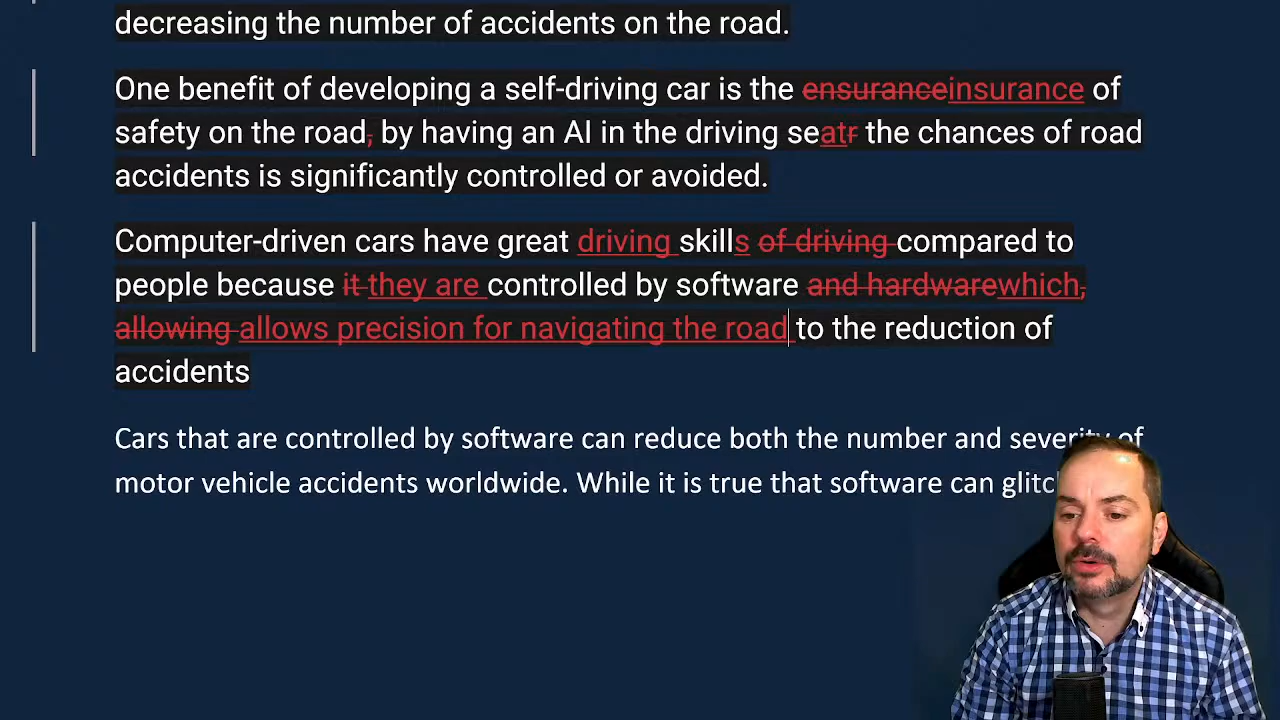 decreasing the number of accidents on the road.
One benefit of developing a self-driving car is the ensuranceinsurance of
safety on the road, by having an AI in the driving seatr the chances of road
accidents is significantly controlled or avoided.
Computer-driven cars have great driving skills of driving compared to
people because it they are controlled by software and hardwarewhich,
allowing allows precision for navigating the road to the reduction of
accidents
Cars that are controlled by software can reduce both the number and severity of
motor vehicle accidents worldwide. While it is true that software can